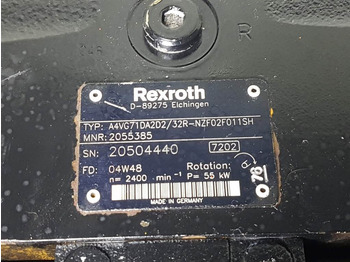 R
Rexroth
D-89275 Elchingen
TYP: A4VG71DA2D2/32R-NZF02F011SH
MNR: 2055385
SN: 20504440 7202
FD: 04W48 Rotation:
n= 2400 min⁻¹ P= 55 kW
MADE IN GERMANY
76